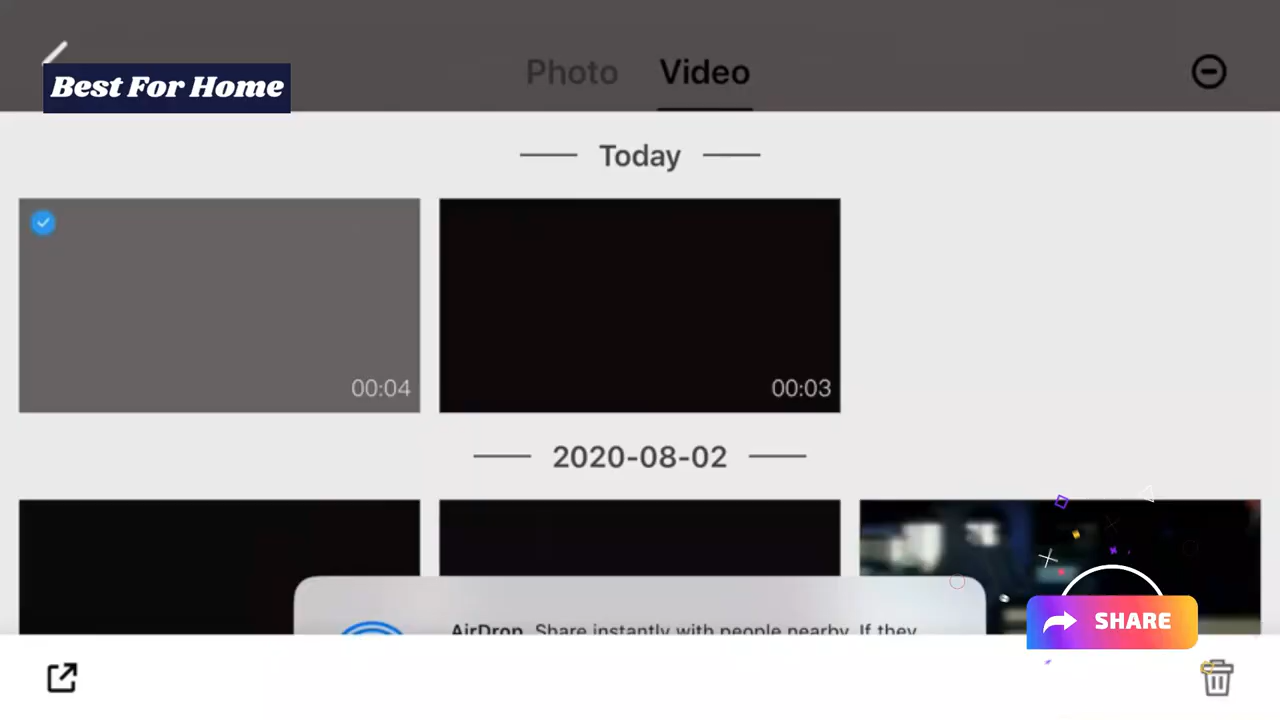 Best For Home
Photo Video
Today
00:04
00:03
2020-08-02
AirDrop. Share instantly with people nearby. If they
SHARE